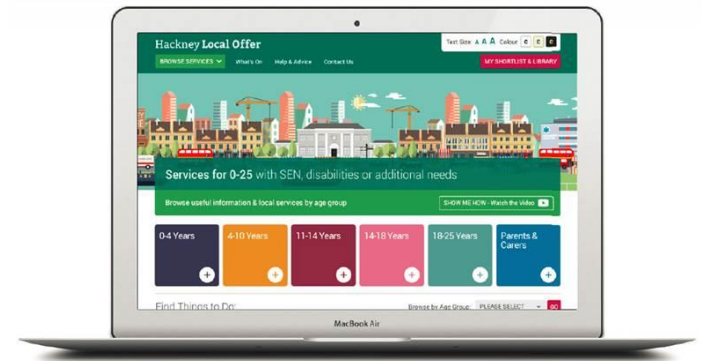 Hackney Local Offer
Text Size A A A Colour C C C
BROWSE SERVICES What's On Help & Advice Contact Us
MY SHORTLIST & LIBRARY
Services for 0-25 with SEN, disabilities or additional needs
Browse useful information & local services by age group
SHOW ME HOW - Watch the Video
0-4 Years
4-10 Years
11-14 Years
14-18 Years
18-25 Years
Parents &
Carers
Find Things to Do:
Browse by Age Group: PLEASE SELECT GO
MacBook Air